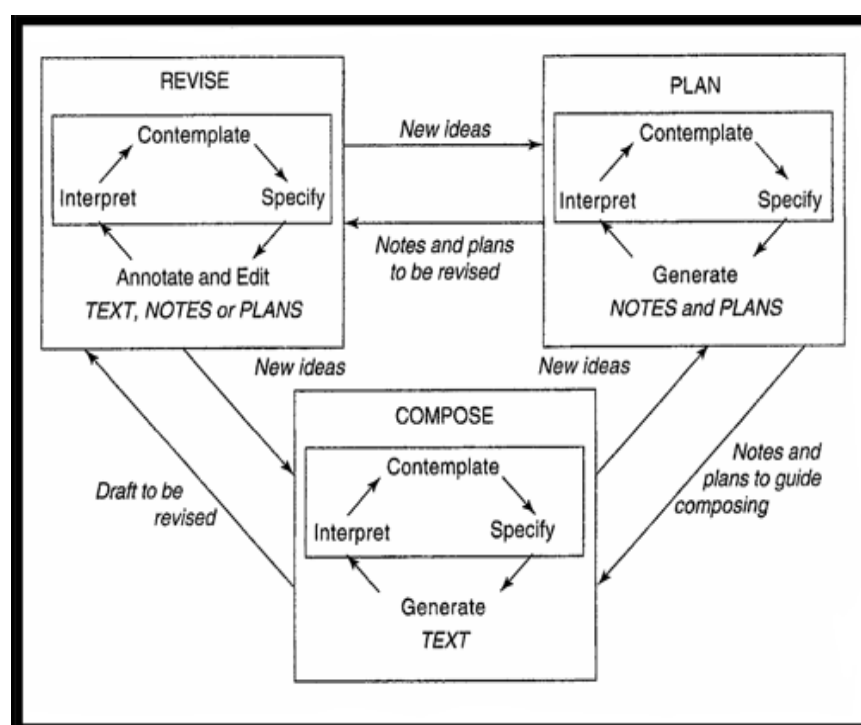 REVISE
Contemplate
Interpret
Specify
Annotate and Edit
TEXT, NOTES or PLANS
New ideas
Notes and plans
to be revised
PLAN
Contemplate
Interpret
Specify
Generate
NOTES and PLANS
New ideas
New ideas
COMPOSE
Contemplate
Interpret
Specify
Generate
TEXT
Draft to be
revised
Notes and
plans to guide
composing